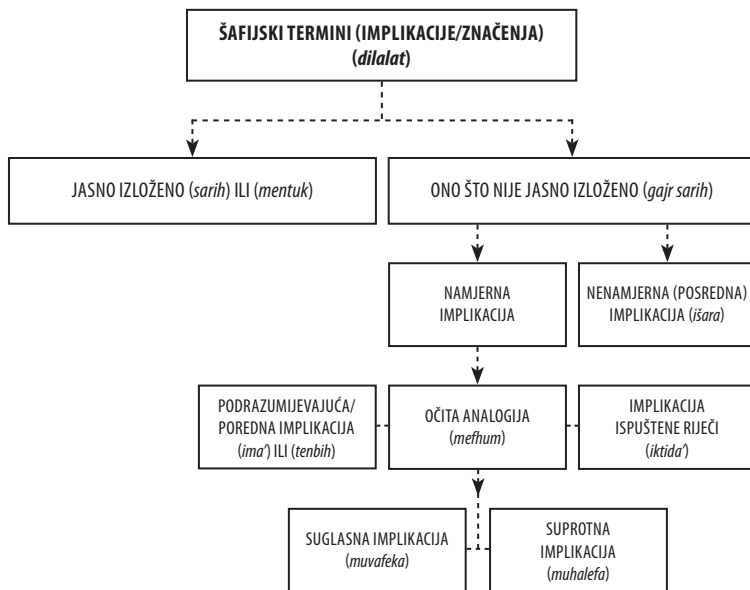 ŠAFIJSKI TERMINI (IMPLIKACIJE/ZNAČENJA)
(dilalat)
JASNO IZLOŽENO (sarih) ILI (mentuk)
ONO ŠTO NIJE JASNO IZLOŽENO (gajr sarih)
NAMJERNA
IMPLIKACIJA
NENAMJERNA (POSREDNA)
IMPLIKACIJA (išara)
PODRAZUMIJEVAJUĆA/
POREDNA IMPLIKACIJA
(ima') ILI (tenbih)
OČITA ANALOGIJA
(mefhum)
IMPLIKACIJA
ISPUŠTENE RIJEČI
(iktida')
SUGLASNA IMPLIKACIJA
(muvafeka)
SUPROTNA
IMPLIKACIJA
(muhalefa)